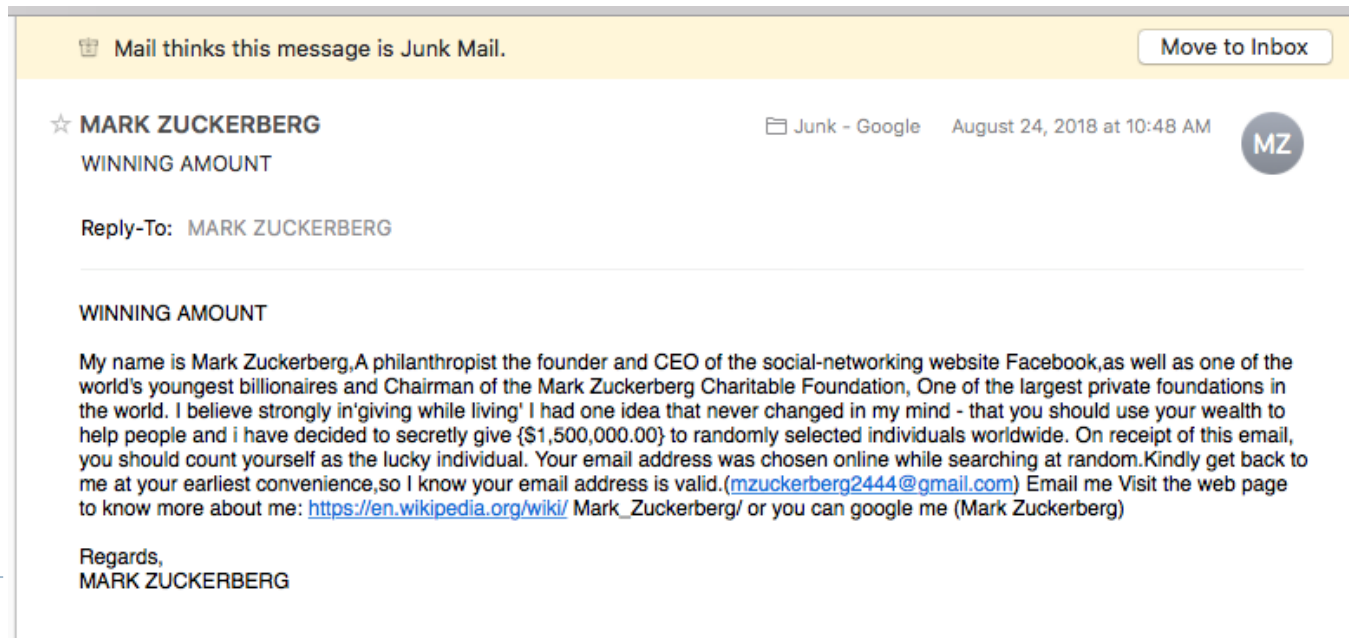 Mail thinks this message is Junk Mail.
Move to Inbox
MARK ZUCKERBERG
Junk - Google
August 24, 2018 at 10:48 AM
MZ
WINNING AMOUNT
Reply-To: MARK ZUCKERBERG
WINNING AMOUNT
My name is Mark Zuckerberg,A philanthropist the founder and CEO of the social-networking website Facebook,as well as one of the
world's youngest billionaires and Chairman of the Mark Zuckerberg Charitable Foundation, One of the largest private foundations in
the world. I believe strongly in'giving while living' I had one idea that never changed in my mind - that you should use your wealth to
help people and i have decided to secretly give {$1,500,000.00} to randomly selected individuals worldwide. On receipt of this email,
you should count yourself as the lucky individual. Your email address was chosen online while searching at random.Kindly get back to
me at your earliest convenience,so I know your email address is valid.(mzuckerberg2444@gmail.com) Email me Visit the web page
to know more about me: https://en.wikipedia.org/wiki/ Mark_Zuckerberg/ or you can google me (Mark Zuckerberg)
Regards,
MARK ZUCKERBERG